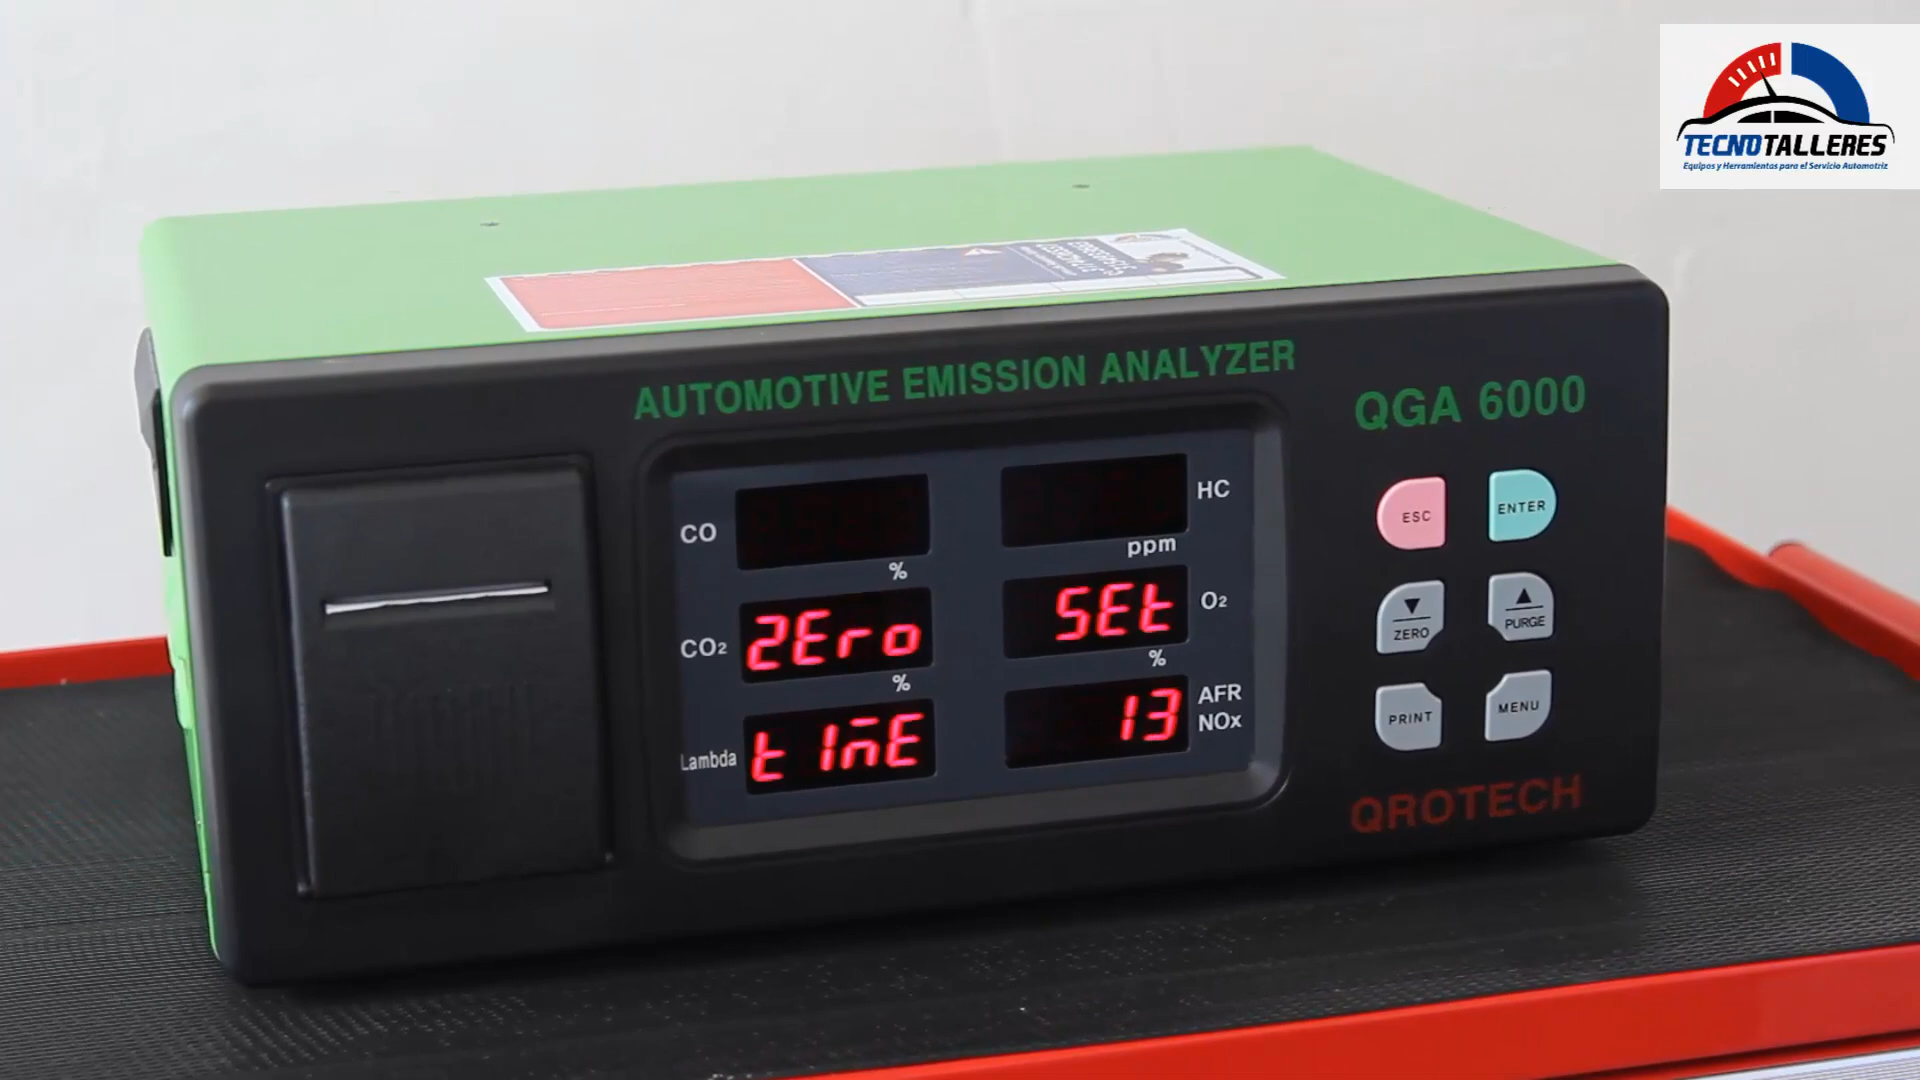 TECNOTALLERES
Equipos y Herramientas para el Servicio Automotriz
AUTOMOTIVE EMISSION ANALYZER
QGA 6000
CO
%
HC
ppm
CO2
2Ero
%
SEt
O2
%
Lambda
tImE
13
AFR
NOx
ESC
ENTER
▼
ZERO
▲
PURGE
PRINT
MENU
QROTECH